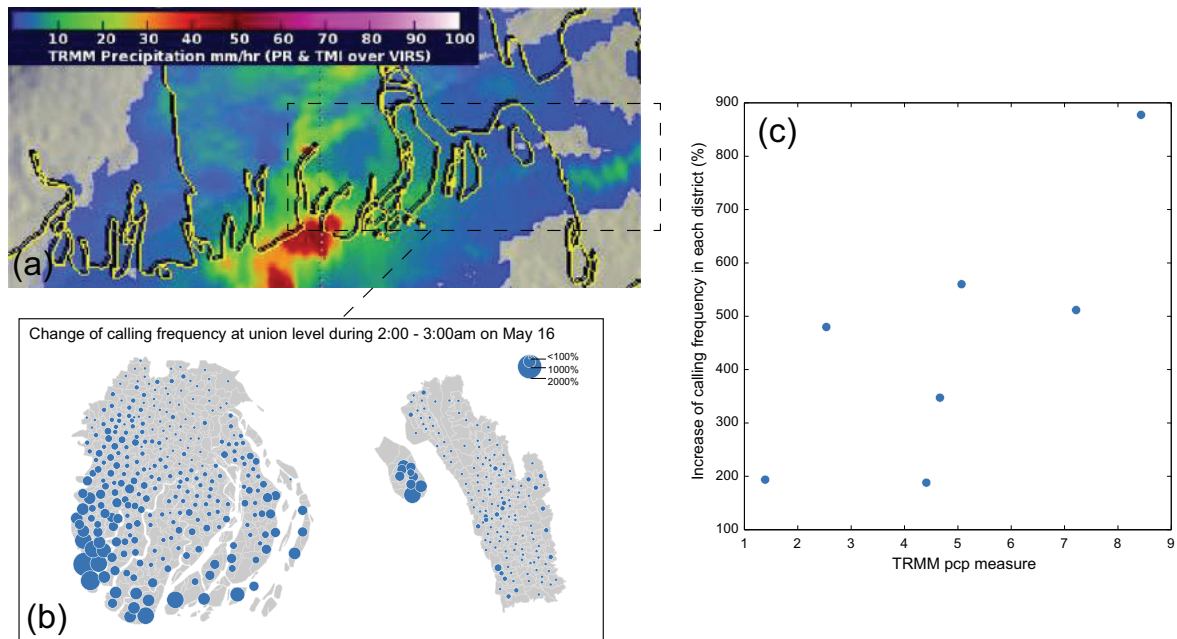 10 20 30 40 50 60 70 80 90 100
TRMM Precipitation mm/hr (PR & TMI over VIRS)
(a)
Change of calling frequency at union level during 2:00 - 3:00am on May 16
<100%
1000%
2000%
(b)
(c)
Increase of calling frequency in each district (%)
900
800
700
600
500
400
300
200
100
1 2 3 4 5 6 7 8 9
TRMM pcp measure